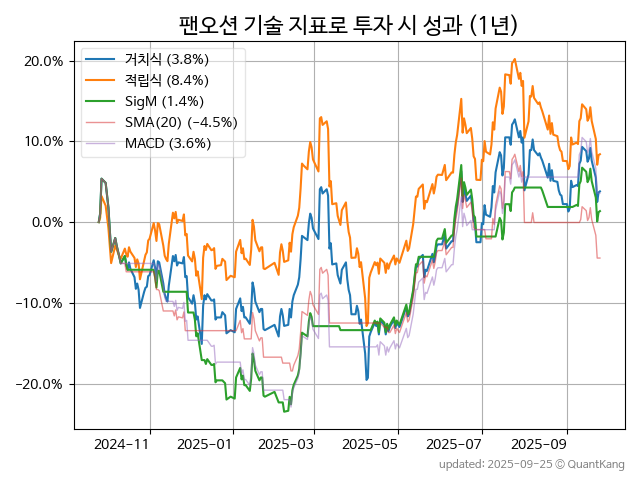 팬오션 기술 지표로 투자 시 성과 (1년)
거치식 (3.8%)
적립식 (8.4%)
SigM (1.4%)
SMA(20) (−4.5%)
MACD (3.6%)
20.0%
10.0%
0.0%
−10.0%
−20.0%
2024−11 2025−01 2025−03 2025−05 2025−07 2025−09
updated: 2025-09-25 © QuantKang